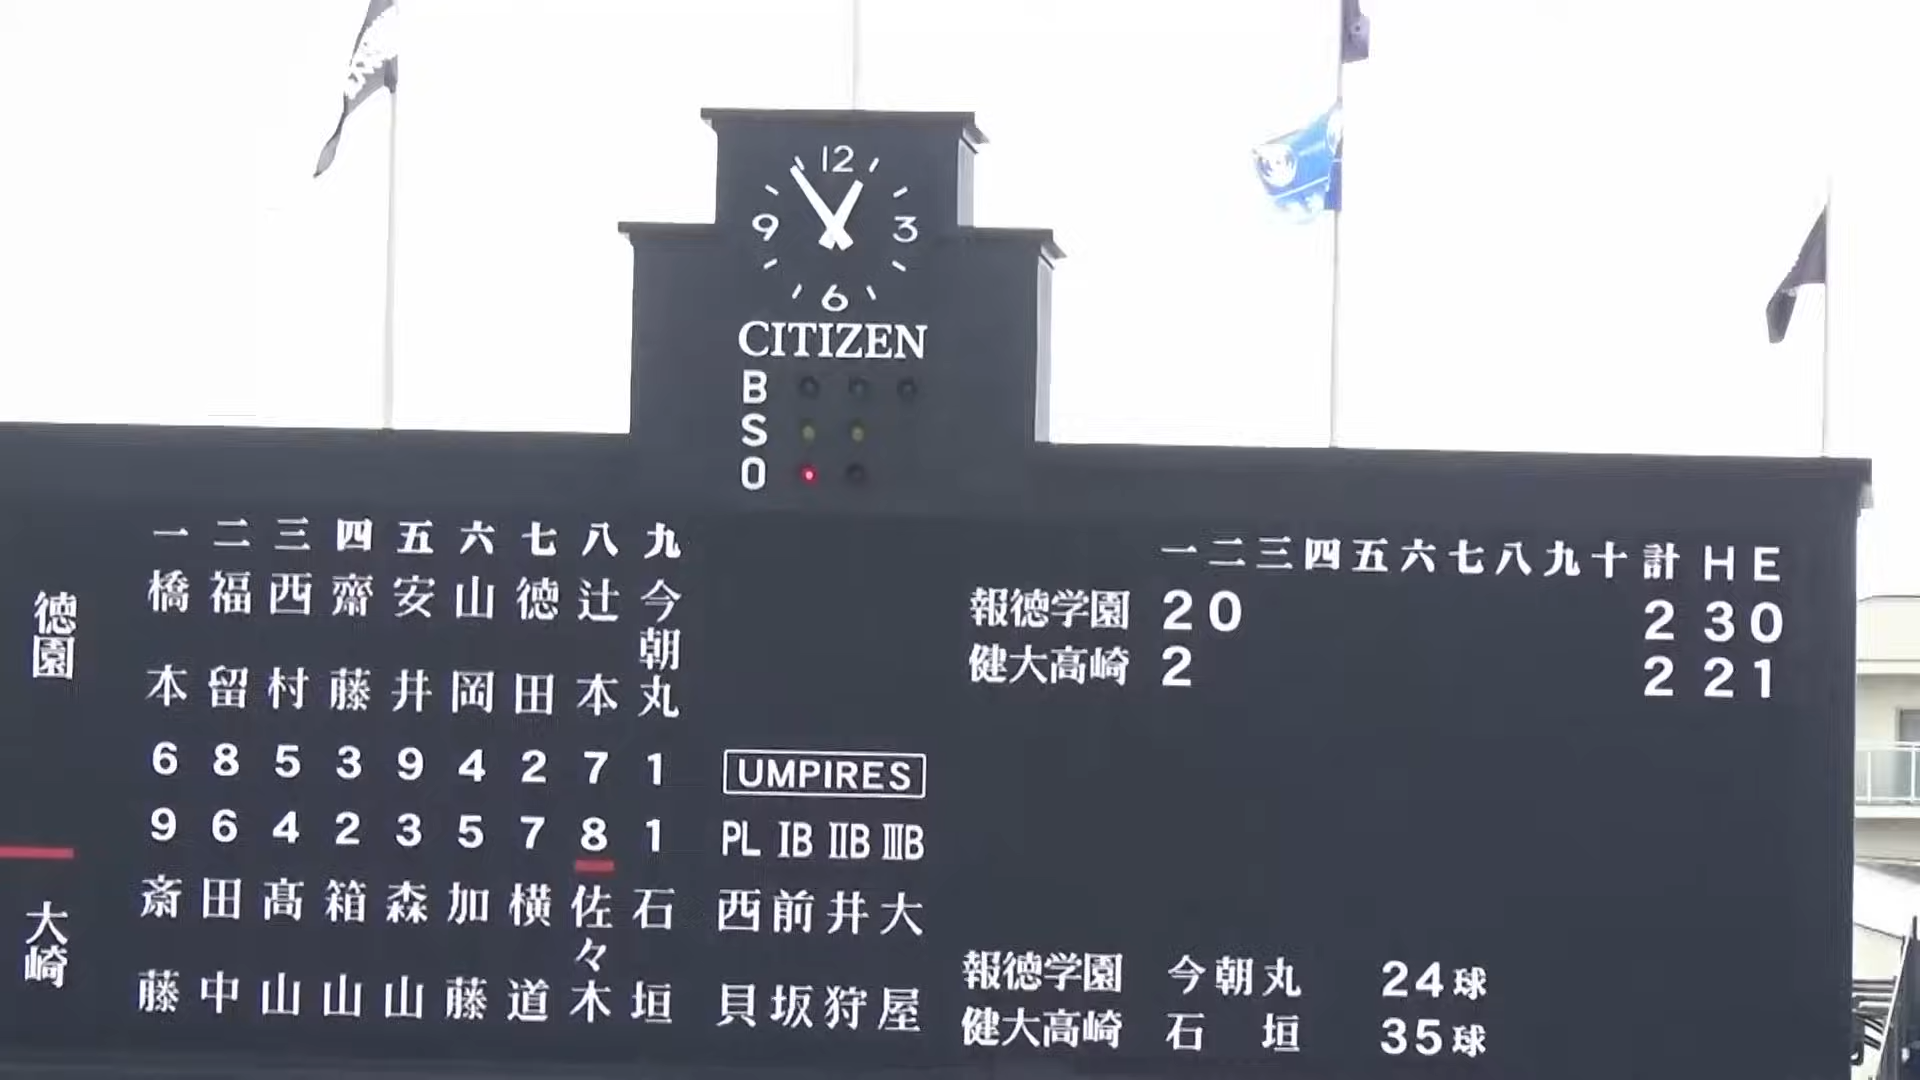 12
9 3
6
CITIZEN
B
S
O
一 二 三 四 五 六 七 八 九
徳園
橋本 福留 西村 齋藤 安井 山岡 徳田 辻本 今朝丸
6 8 5 3 9 4 2 7 1
9 6 4 2 3 5 7 8 1
大崎
斎藤 田中 髙山 箱山 森山 加藤 横道 佐々木 石垣
UMPIRES
PL IB IIB IIIB
西貝 前坂 井狩 大屋
一 二 三 四 五 六 七 八 九 十 計 H E
報徳学園 2 0 2 3 0
健大高崎 2 2 2 1
報徳学園 今朝丸 24球
健大高崎 石垣 35球